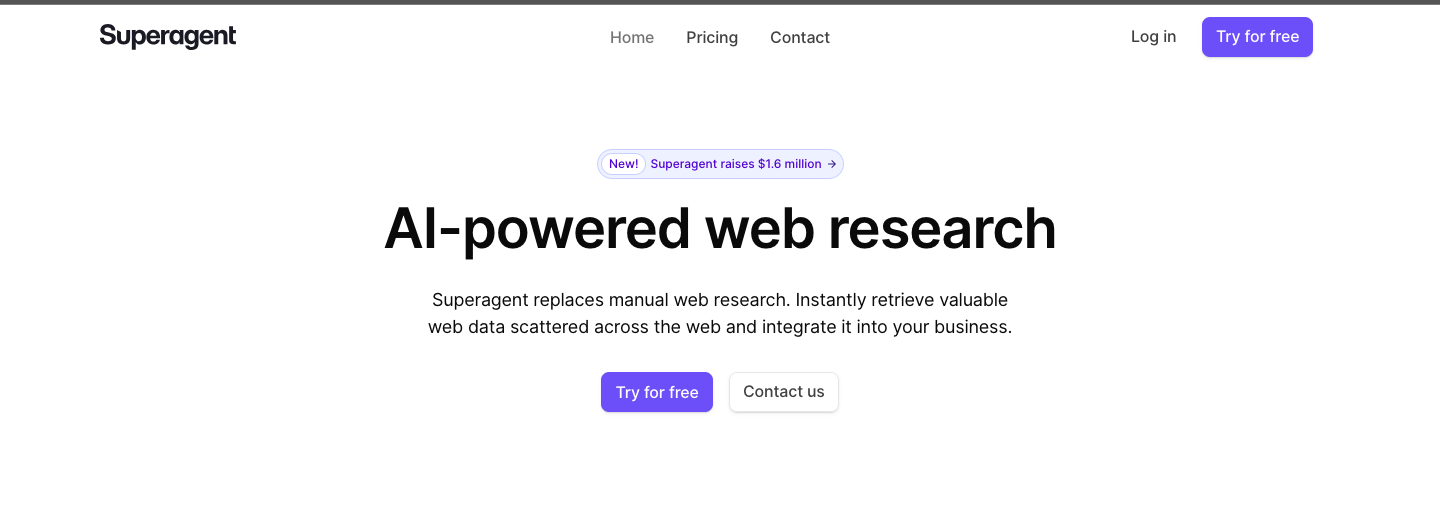 Superagent
Home Pricing Contact
Log in Try for free
New! Superagent raises $1.6 million →
AI-powered web research
Superagent replaces manual web research. Instantly retrieve valuable
web data scattered across the web and integrate it into your business.
Try for free Contact us